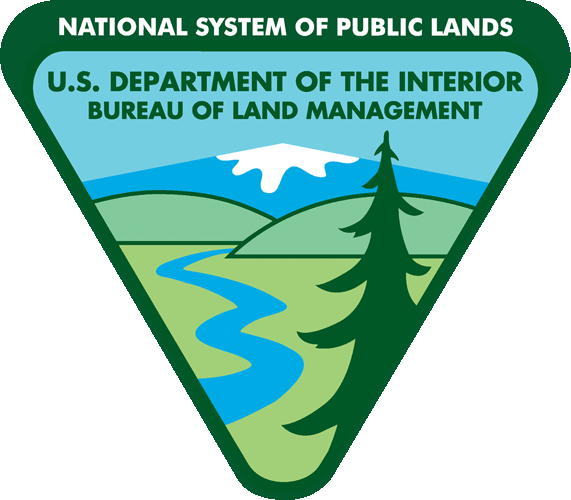 NATIONAL SYSTEM OF PUBLIC LANDS
U.S. DEPARTMENT OF THE INTERIOR
BUREAU OF LAND MANAGEMENT